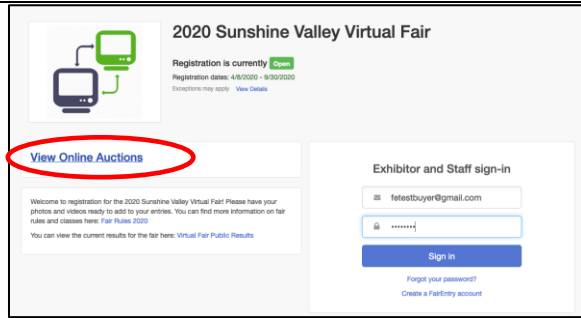 2020 Sunshine Valley Virtual Fair
Registration is currently Open
Registration dates: 4/8/2020 - 9/30/2020
Exceptions may apply View Details
View Online Auctions
Welcome to registration for the 2020 Sunshine Valley Virtual Fair! Please have your
photos and videos ready to add to your entries. You can find more information on fair
rules and classes here: Fair Rules 2020
You can view the current results for the fair here: Virtual Fair Public Results
Exhibitor and Staff sign-in
fetestbuyer@gmail.com
••••••••
Sign in
Forgot your password?
Create a FairEntry account